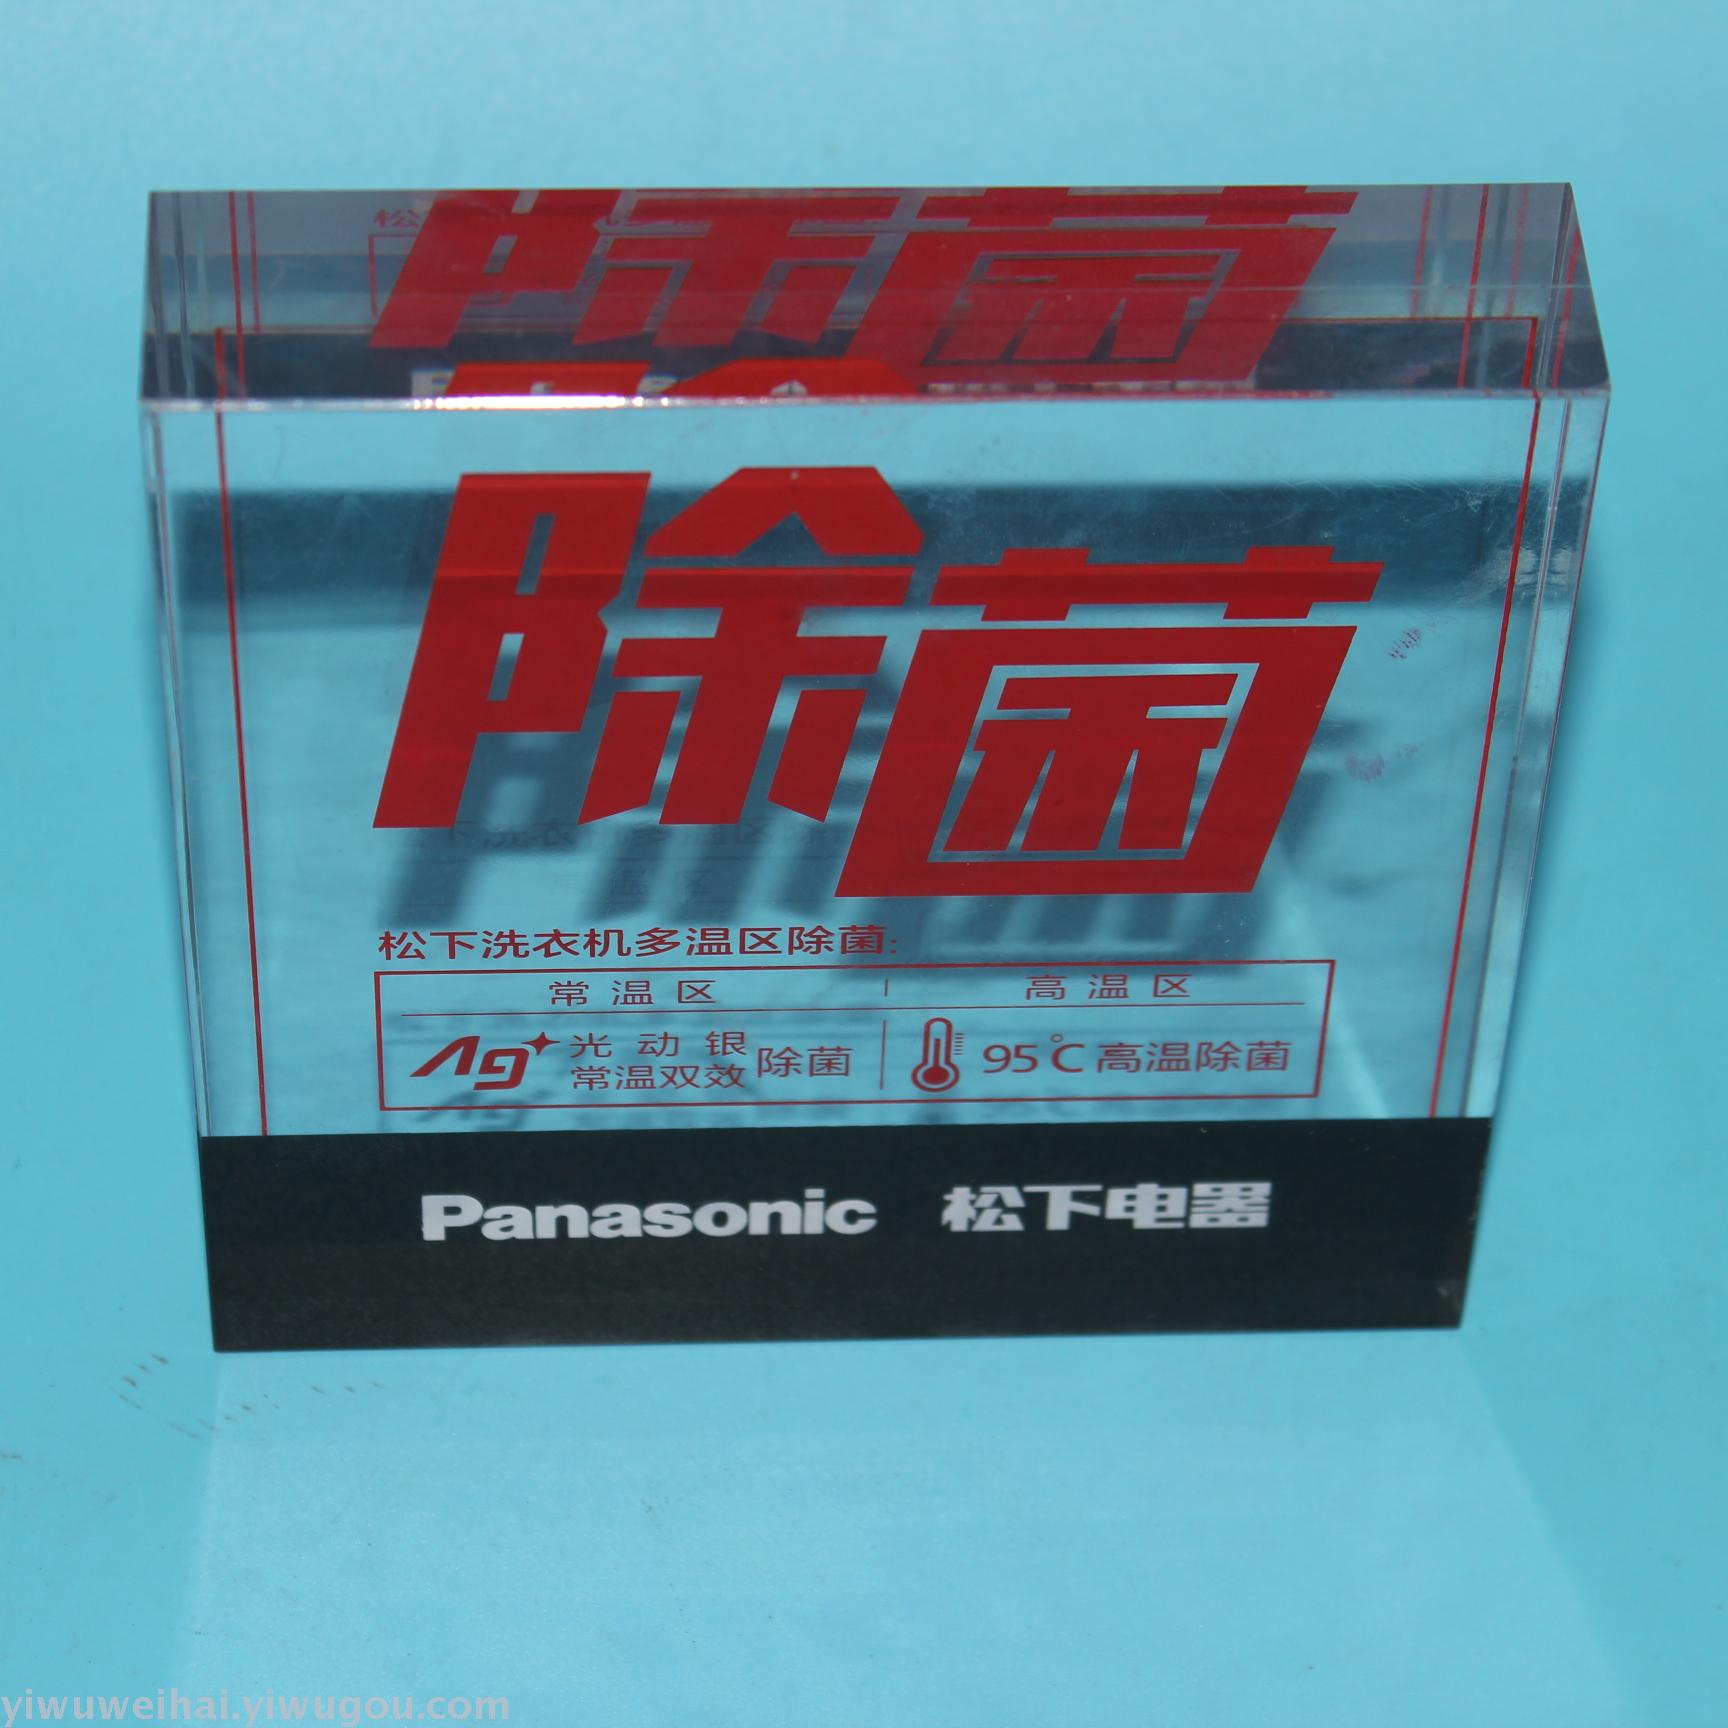 除菌
松下洗衣机多温区除菌:
常温区 高温区
Ag+ 光动银 除菌 95℃高温除菌
常温双效
Panasonic 松下电器
yiwuweihai.yiwugou.com